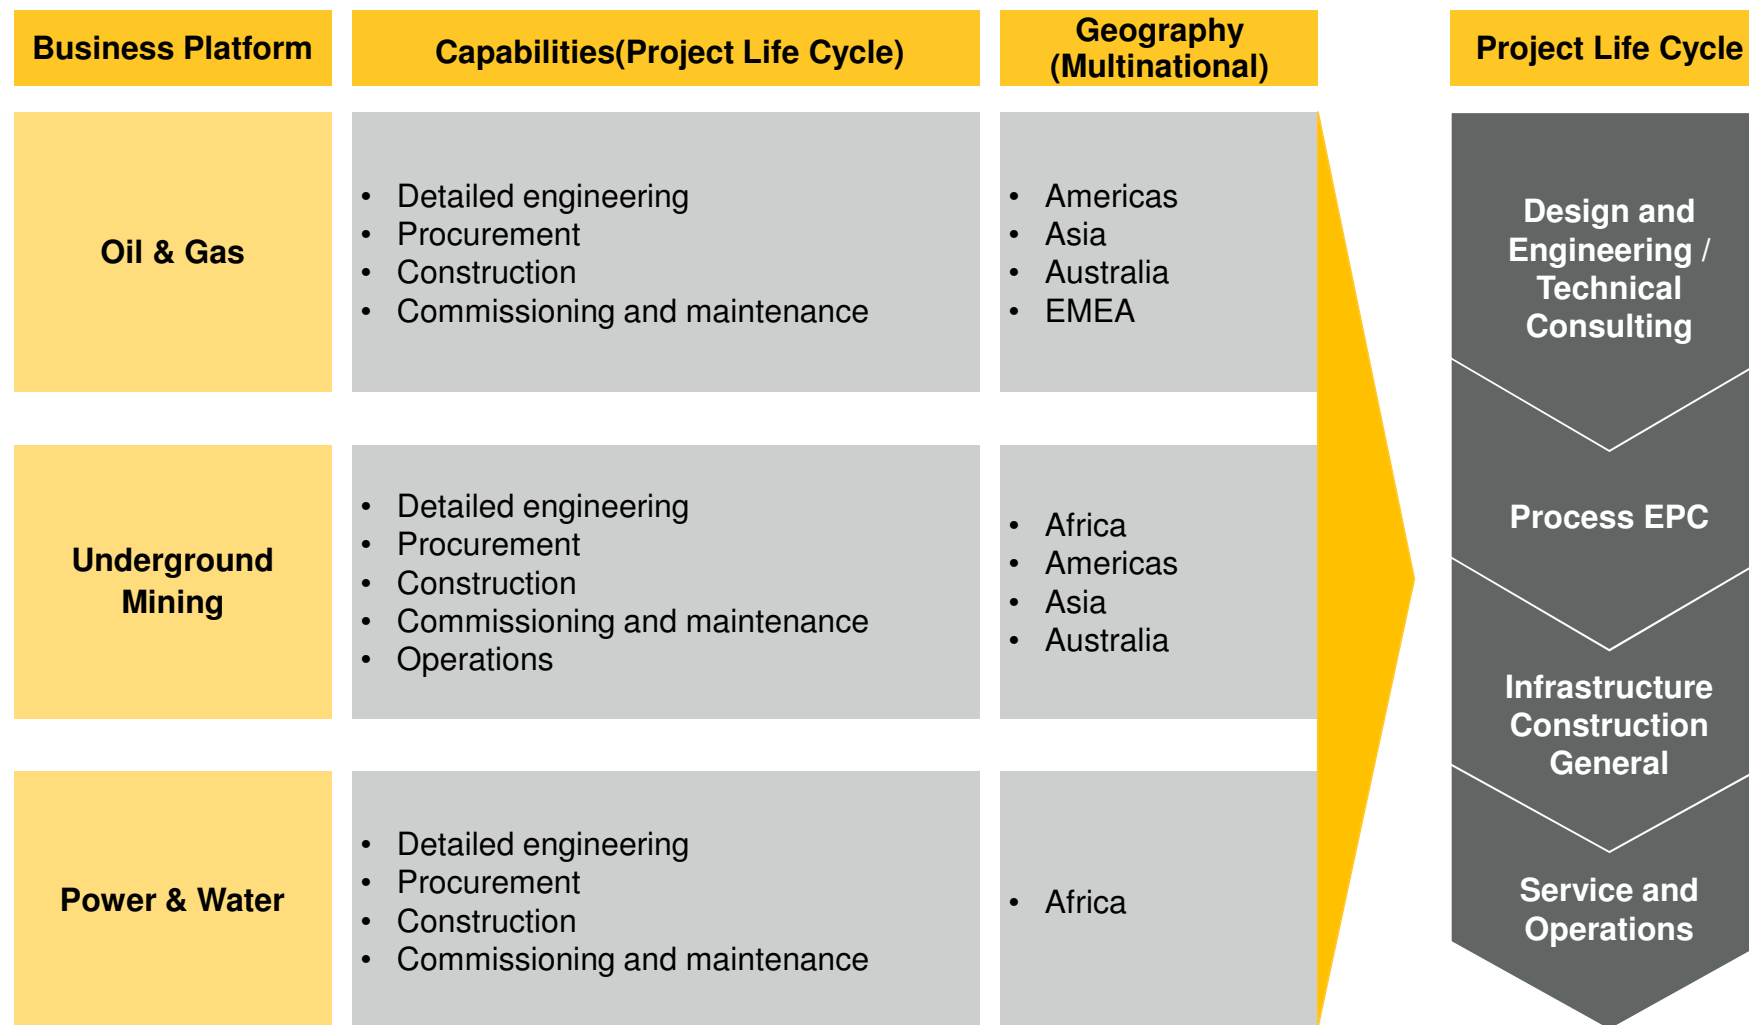 Business Platform
Capabilities(Project Life Cycle)
Geography
(Multinational)
Project Life Cycle
Oil & Gas
• Detailed engineering
• Procurement
• Construction
• Commissioning and maintenance
• Americas
• Asia
• Australia
• EMEA
Underground
Mining
• Detailed engineering
• Procurement
• Construction
• Commissioning and maintenance
• Operations
• Africa
• Americas
• Asia
• Australia
Power & Water
• Detailed engineering
• Procurement
• Construction
• Commissioning and maintenance
• Africa
Design and
Engineering /
Technical
Consulting
Process EPC
Infrastructure
Construction
General
Service and
Operations